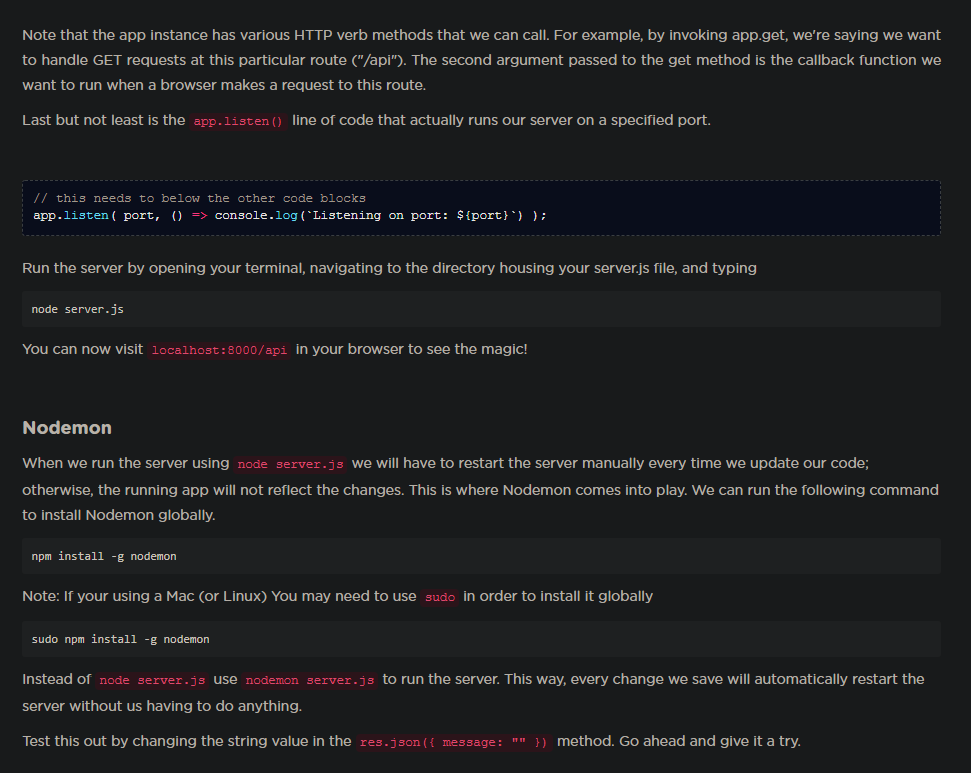 Note that the app instance has various HTTP verb methods that we can call. For example, by invoking app.get, we're saying we want
to handle GET requests at this particular route ("/api"). The second argument passed to the get method is the callback function we
want to run when a browser makes a request to this route.
Last but not least is the app.listen() line of code that actually runs our server on a specified port.
// this needs to below the other code blocks
app.listen( port, () => console.log(`Listening on port: ${port}`) );
Run the server by opening your terminal, navigating to the directory housing your server.js file, and typing
node server.js
You can now visit localhost:8000/api in your browser to see the magic!
Nodemon
When we run the server using node server.js we will have to restart the server manually every time we update our code;
otherwise, the running app will not reflect the changes. This is where Nodemon comes into play. We can run the following command
to install Nodemon globally.
npm install -g nodemon
Note: If your using a Mac (or Linux) You may need to use sudo in order to install it globally
sudo npm install -g nodemon
Instead of node server.js use nodemon server.js to run the server. This way, every change we save will automatically restart the
server without us having to do anything.
Test this out by changing the string value in the res.json({ message: "" }) method. Go ahead and give it a try.